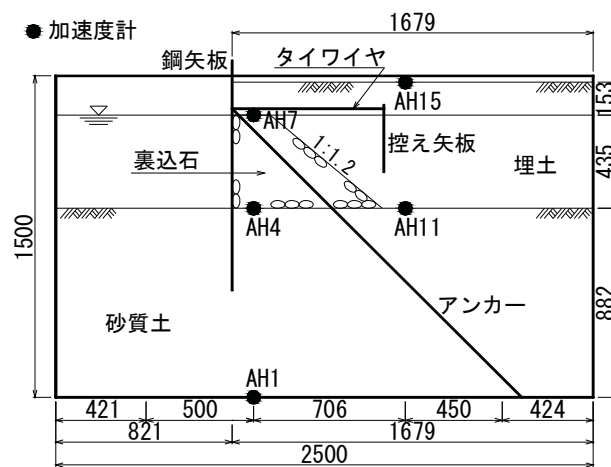 加速度計
1679
鋼矢板
タイワイヤ
AH15
153
AH7
1:1.2
控え矢板
裏込石
埋土
435
1500
AH4
AH11
砂質土
アンカー
882
AH1
421
500
706
450
424
821
1679
2500